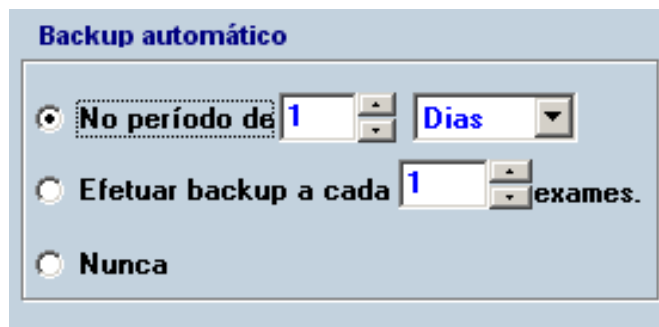 Backup automático
No período de 1 Dias
Efetuar backup a cada 1 exames.
Nunca